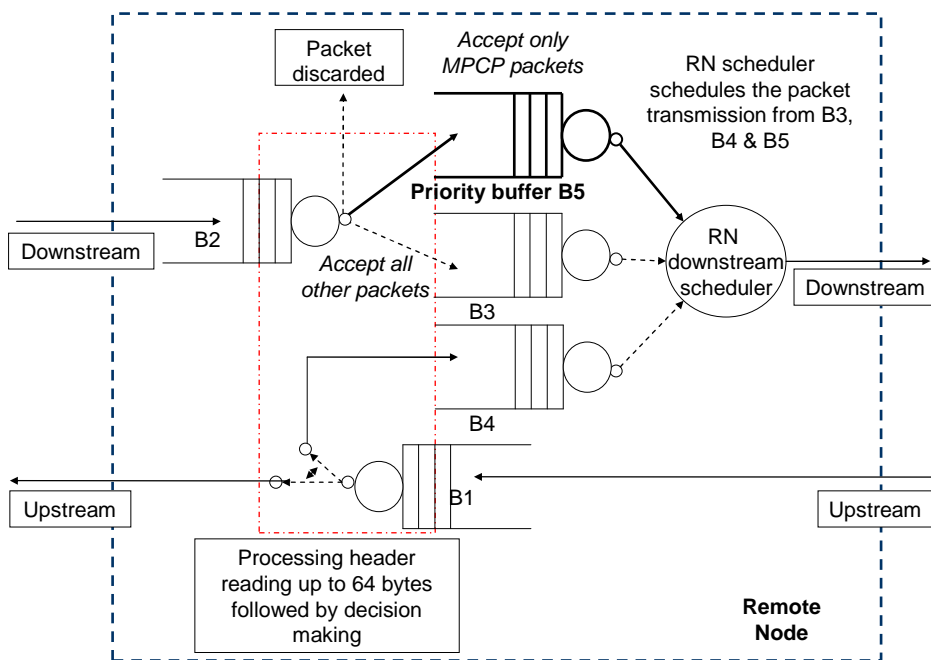 Packet
discarded
Accept only
MPCP packets
RN scheduler
schedules the packet
transmission from B3,
B4 & B5
Priority buffer B5
B2
Downstream
Accept all
other packets
RN
downstream
scheduler
Downstream
B3
B4
B1
Upstream
Upstream
Processing header
reading up to 64 bytes
followed by decision
making
Remote
Node